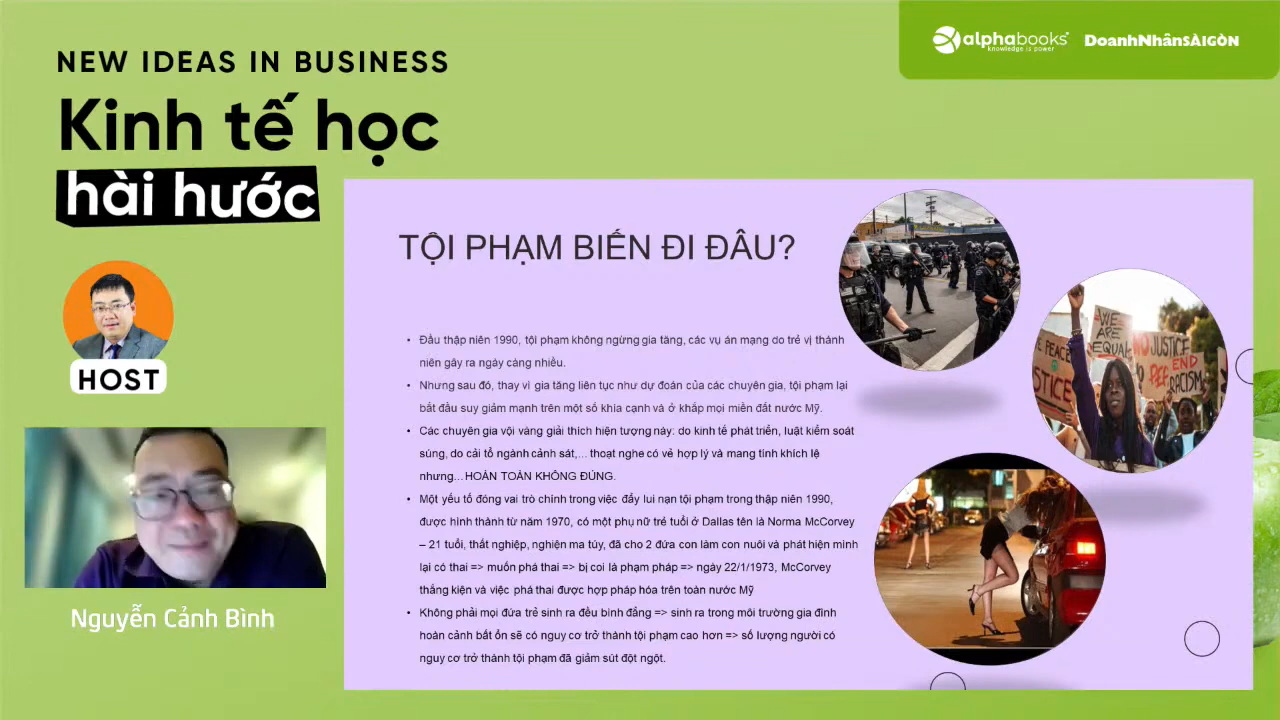 NEW IDEAS IN BUSINESS
Kinh tế học
hài hước
alphabooks
knowledge is power
DoanhNhânSÀIGÒN
HOST
Nguyễn Cảnh Bình
TỘI PHẠM BIẾN ĐI ĐÂU?
• Đầu thập niên 1990, tội phạm không ngừng gia tăng, các vụ án mạng do trẻ vị thành
niên gây ra ngày càng nhiều.
• Nhưng sau đó, thay vì gia tăng liên tục như dự đoán của các chuyên gia, tội phạm lại
bắt đầu suy giảm mạnh trên một số khía cạnh và ở khắp mọi miền đất nước Mỹ.
• Các chuyên gia vội vàng giải thích hiện tượng này: do kinh tế phát triển, luật kiểm soát
súng, do cải tổ ngành cảnh sát,... thoạt nghe có vẻ hợp lý và mang tính khích lệ
nhưng... HOÀN TOÀN KHÔNG ĐÚNG.
• Một yếu tố đóng vai trò chính trong việc đẩy lui nạn tội phạm trong thập niên 1990,
được hình thành từ năm 1970, có một phụ nữ trẻ tuổi ở Dallas tên là Norma McCorvey
– 21 tuổi, thất nghiệp, nghiện ma túy, đã cho 2 đứa con làm con nuôi và phát hiện mình
lại có thai => muốn phá thai => bị coi là phạm pháp => ngày 22/1/1973, McCorvey
thắng kiện và việc phá thai được hợp pháp hóa trên toàn nước Mỹ
• Không phải mọi đứa trẻ sinh ra đều bình đẳng => sinh ra trong môi trường gia đình
hoàn cảnh bất ổn sẽ có nguy cơ trở thành tội phạm cao hơn => số lượng người có
nguy cơ trở thành tội phạm đã giảm sút đột ngột.
WE
ARE
EQUAL
NO JUSTICE
END
RACISM
PEACE